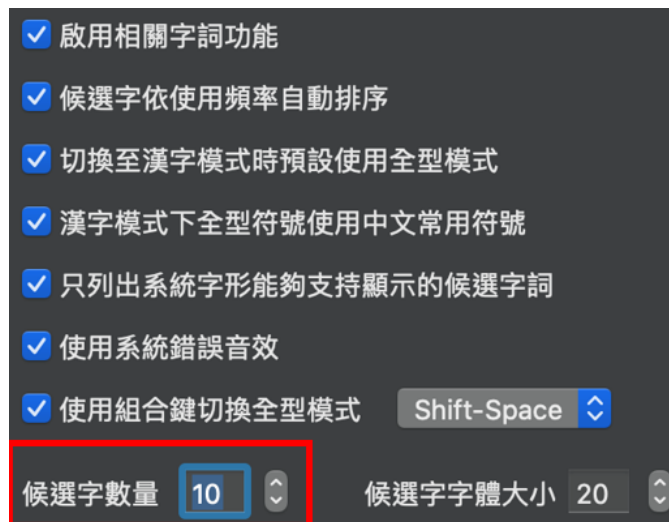 啟用相關字詞功能
候選字依使用頻率自動排序
切換至漢字模式時預設使用全型模式
漢字模式下全型符號使用中文常用符號
只列出系統字形能夠支持顯示的候選字詞
使用系統錯誤音效
使用組合鍵切換全型模式 Shift-Space
候選字數量 10 候選字字體大小 20